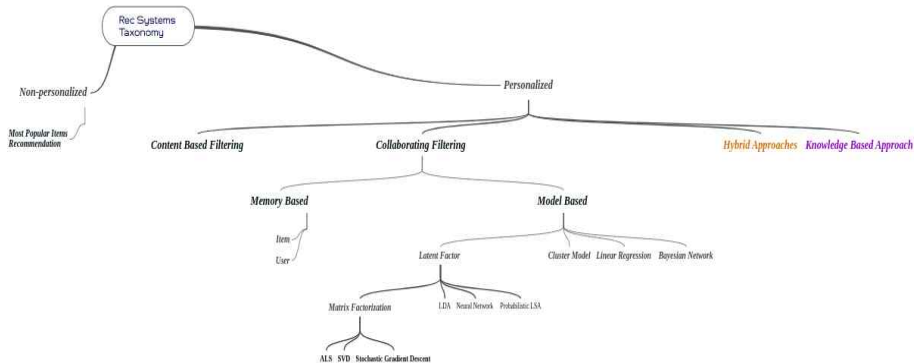 Rec Systems
Taxonomy
Non-personalized
Personalized
Most Popular Items
Recommendation
Content Based Filtering
Collaborating Filtering
Hybrid Approaches
Knowledge Based Approach
Memory Based
Model Based
Item
User
Latent Factor
Cluster Model
Linear Regression
Bayesian Network
Matrix Factorization
LDA
Neural Network
Probabilistic LSA
ALS
SVD
Stochastic Gradient Descent